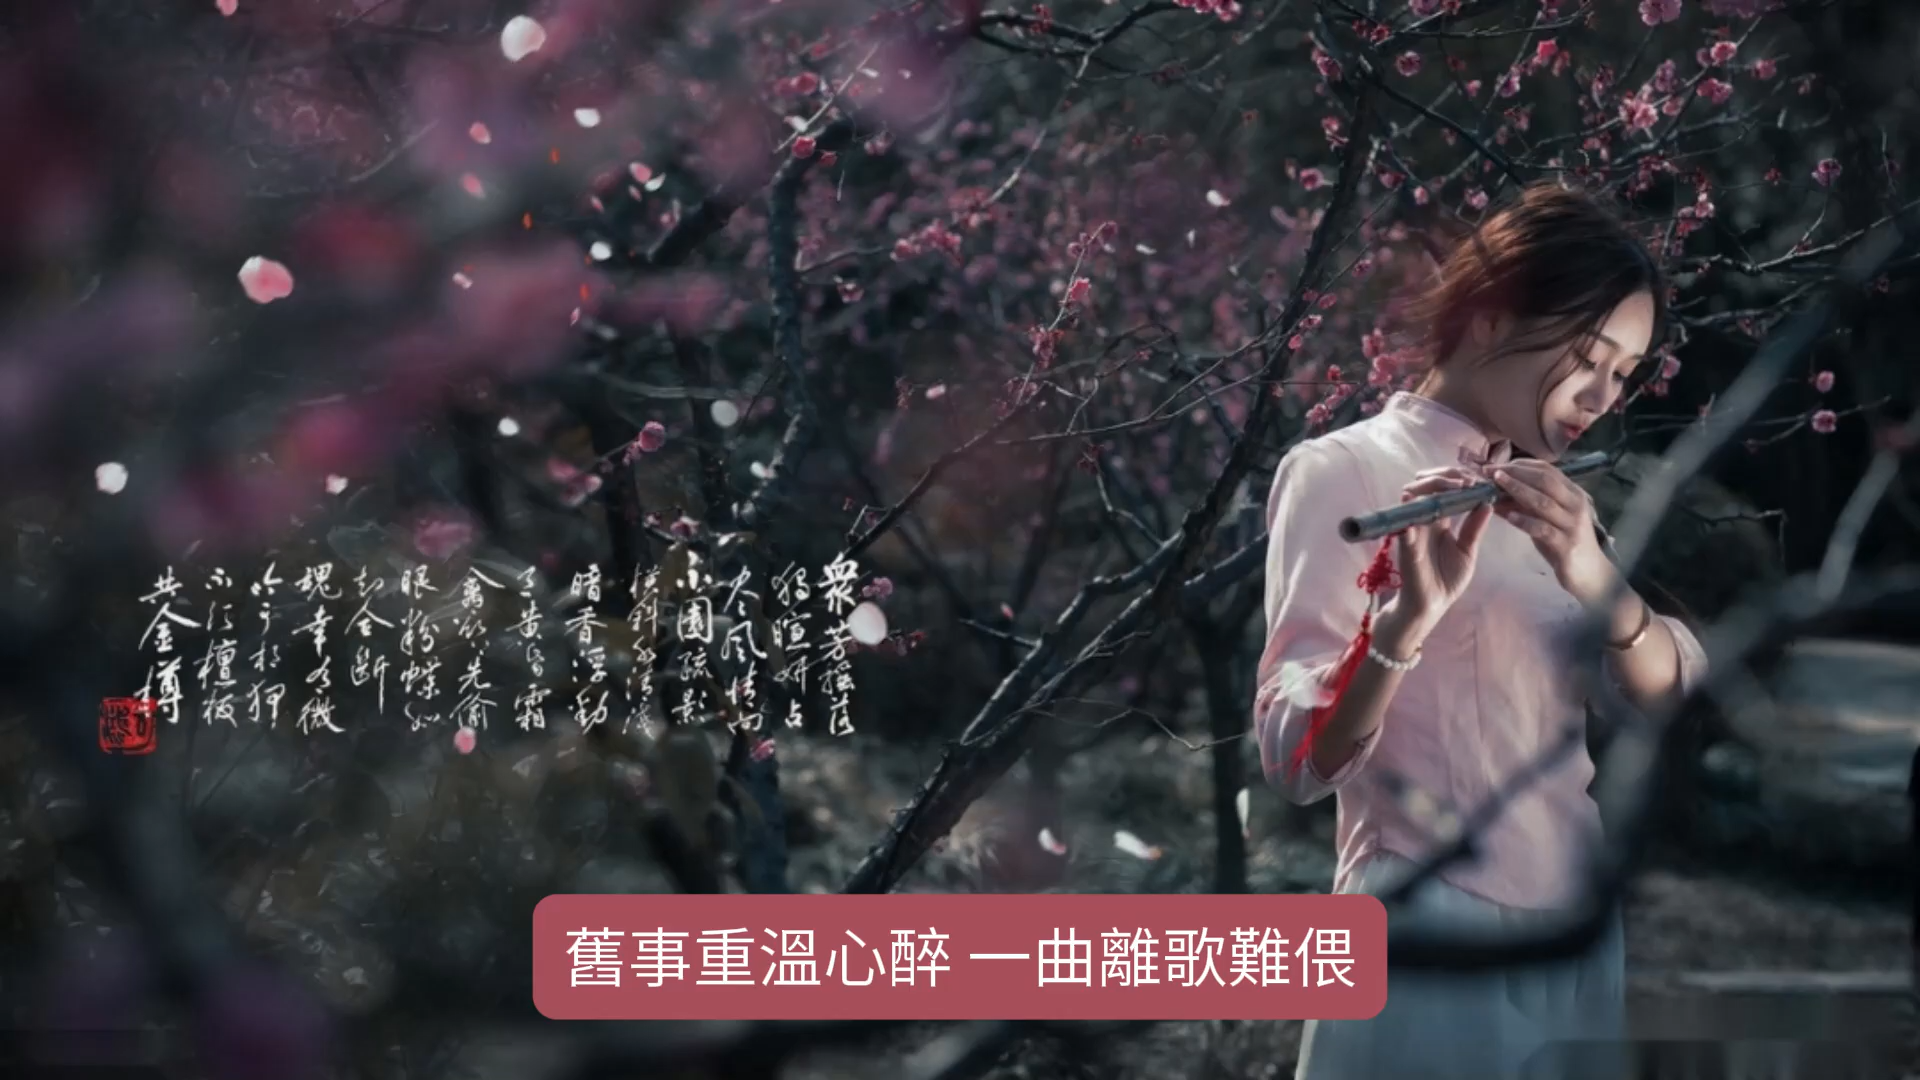 衆芳搖落
獨暄妍占
尽風情向
小園疏影
橫斜水清淺
暗香浮動
月黃昏霜
禽欲下先偷
眼粉蝶如
知合斷
魂幸有微
吟可相狎
不須檀板
共金樽
舊事重溫心醉 一曲離歌難偎